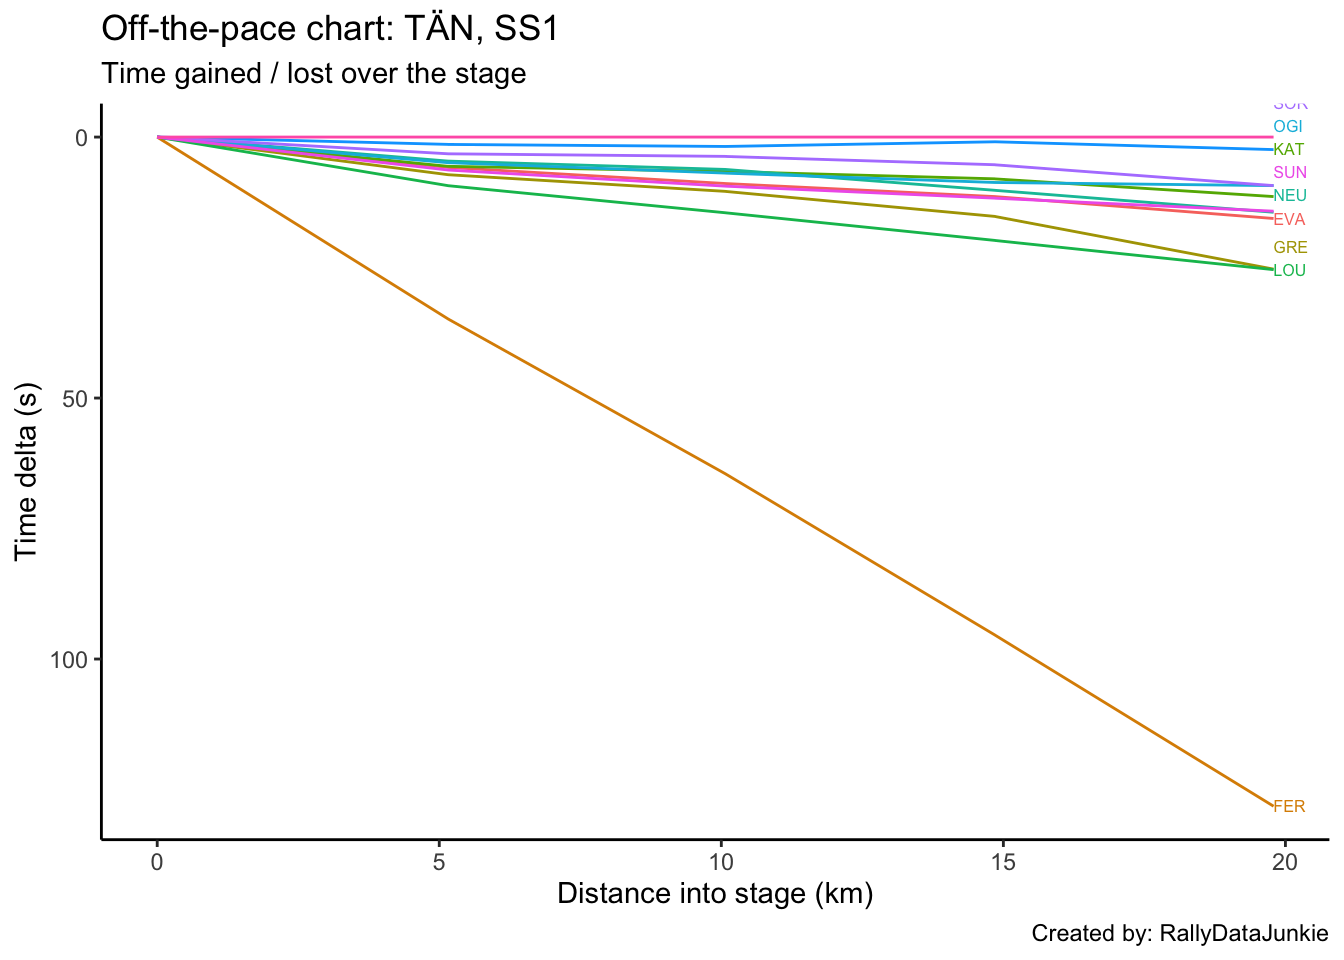 Off-the-pace chart: TÄN, SS1
Time gained / lost over the stage
OGI
0
KAT
SUN
NEU
EVA
GRE
LOU
50
100
FER
Time delta (s)
0 5 10 15 20
Distance into stage (km)
Created by: RallyDataJunkie